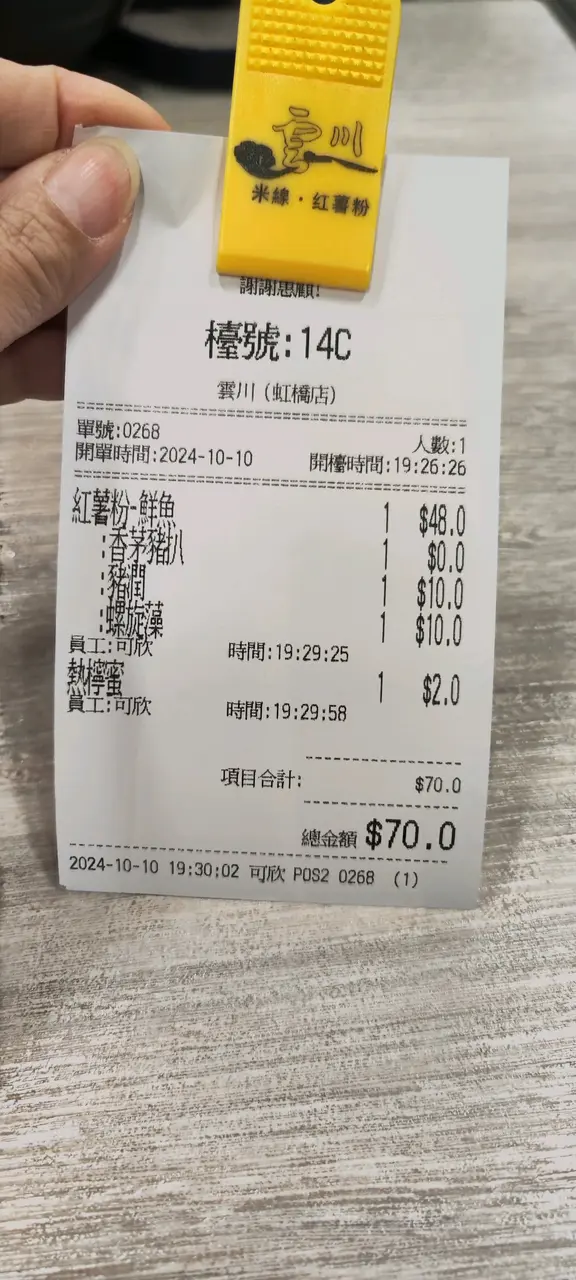 雲川
米線·红薯粉
謝謝惠顧!
檯號:14C
雲川(虹橋店)
單號:0268 人數:1
開單時間:2024-10-10 開檯時間:19:26:26
紅薯粉-鮮魚 1 $48.0
:香茅豬扒 1 $0.0
:豬潤 1 $10.0
:螺旋藻 1 $10.0
員工:可欣 時間:19:29:25
熱檸蜜 1 $2.0
員工:可欣 時間:19:29:58
項目合計: $70.0
總金額 $70.0
2024-10-10 19:30:02 可欣 POS2 0268 (1)